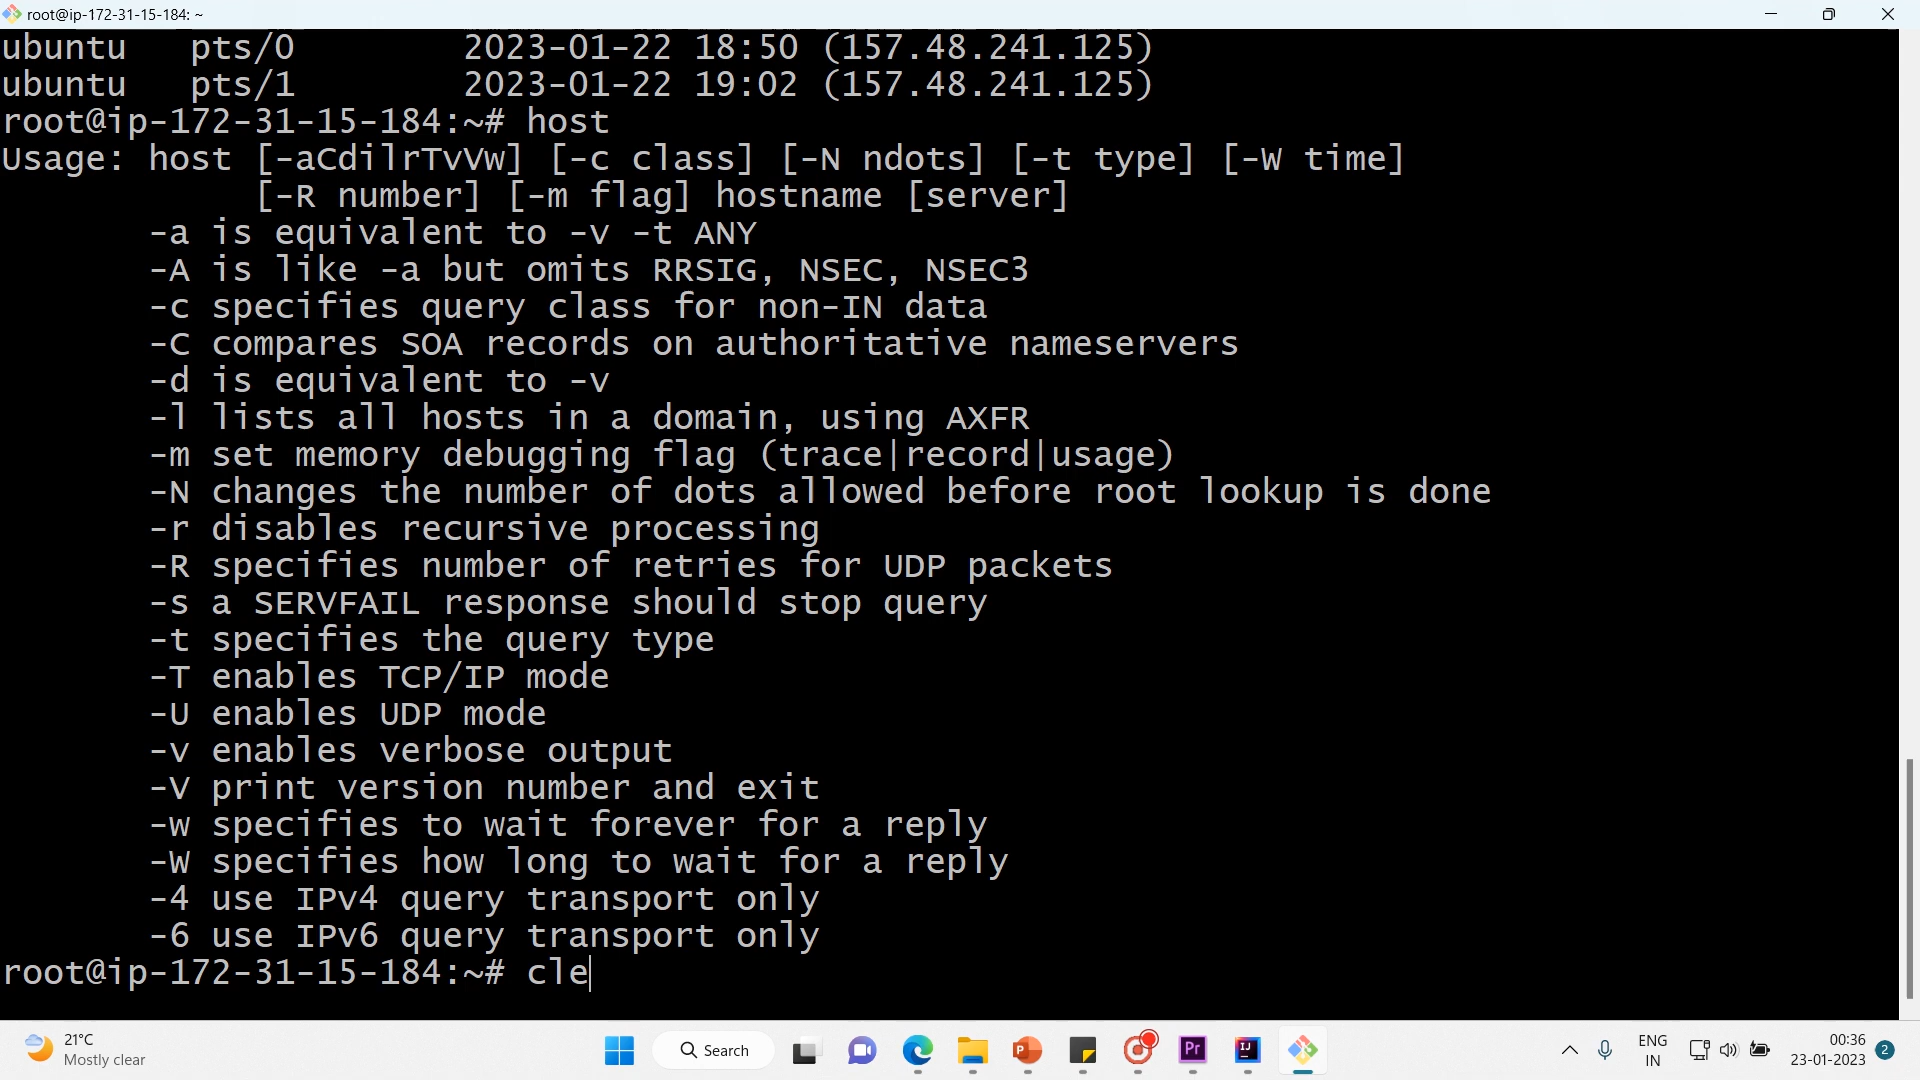 root@ip-172-31-15-184: ~
ubuntu   pts/0        2023-01-22 18:50 (157.48.241.125)
ubuntu   pts/1        2023-01-22 19:02 (157.48.241.125)
root@ip-172-31-15-184:~# host
Usage: host [-aCdilrTvVw] [-c class] [-N ndots] [-t type] [-W time]
            [-R number] [-m flag] hostname [server]
       -a is equivalent to -v -t ANY
       -A is like -a but omits RRSIG, NSEC, NSEC3
       -c specifies query class for non-IN data
       -C compares SOA records on authoritative nameservers
       -d is equivalent to -v
       -l lists all hosts in a domain, using AXFR
       -m set memory debugging flag (trace|record|usage)
       -N changes the number of dots allowed before root lookup is done
       -r disables recursive processing
       -R specifies number of retries for UDP packets
       -s a SERVFAIL response should stop query
       -t specifies the query type
       -T enables TCP/IP mode
       -U enables UDP mode
       -v enables verbose output
       -V print version number and exit
       -w specifies to wait forever for a reply
       -W specifies how long to wait for a reply
       -4 use IPv4 query transport only
       -6 use IPv6 query transport only
root@ip-172-31-15-184:~# cle
21°C
Mostly clear
Search
P
Pr
IJ
ENG
IN
00:36
23-01-2023
2